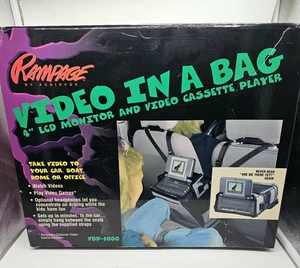 RAMPAGE
BY AUDIOVOX
VIDEO IN A BAG
4" LCD MONITOR AND VIDEO CASSETTE PLAYER
TAKE VIDEO TO
YOUR CAR, BOAT,
HOME OR OFFICE!
• Watch Videos
• Play Video Games*
• Optional headphones let you
concentrate on driving while the
kids have fun
• Sets up in minutes. In the car...
simply hang between the seats
using the supplied straps
VBP-1000
NEVER HEAR
"ARE WE THERE YET?"
AGAIN